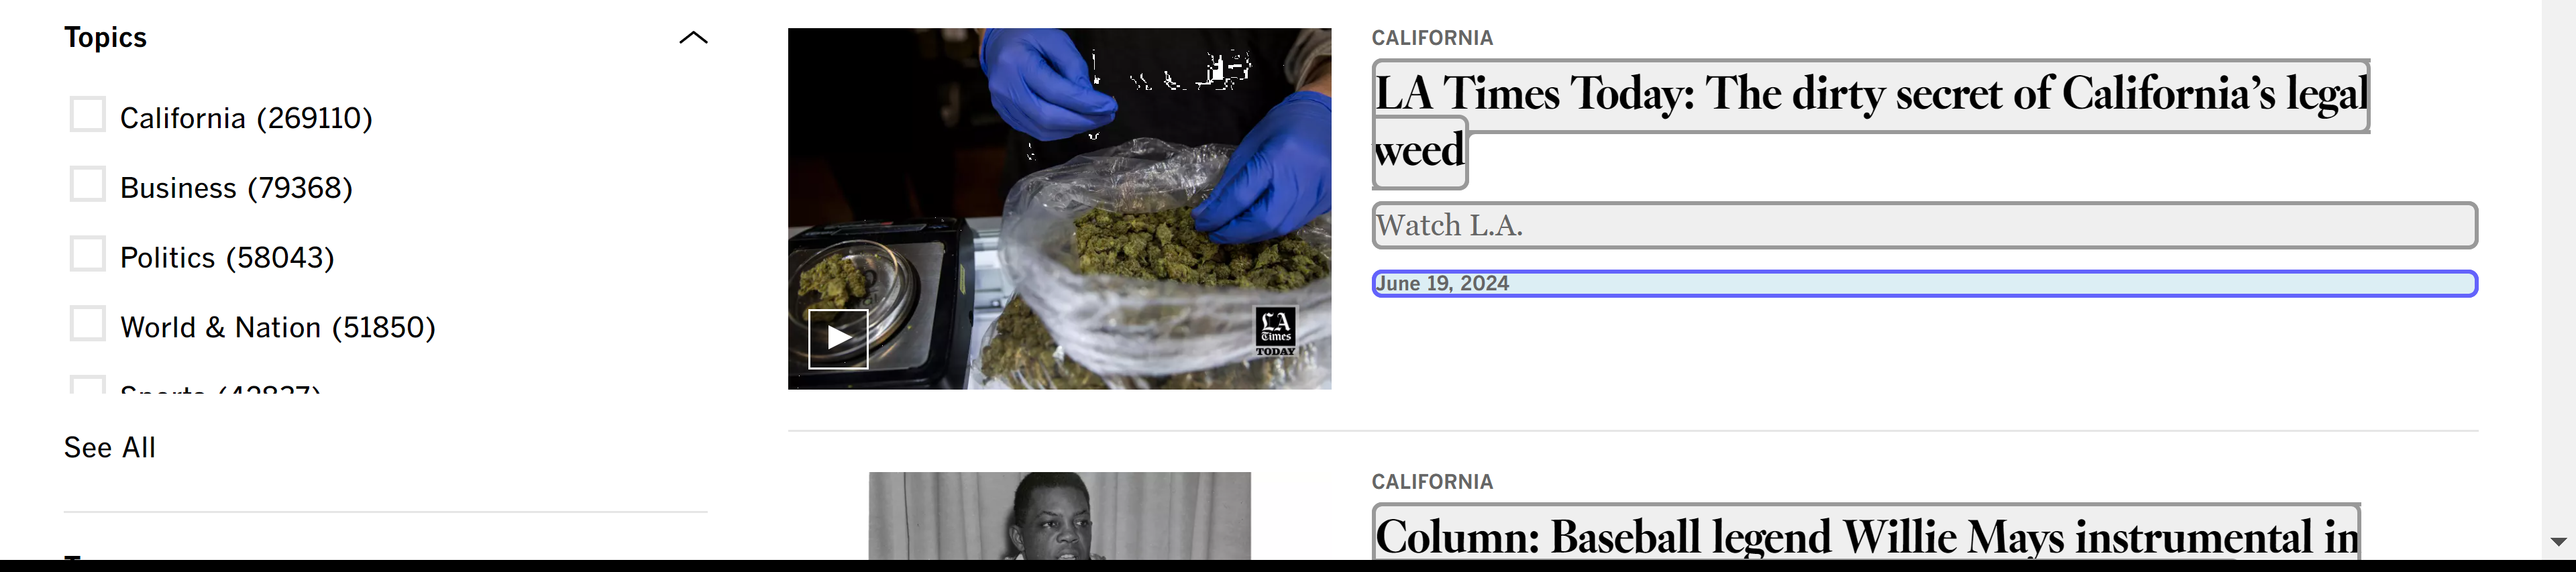 Topics
California (269110)
Business (79368)
Politics (58043)
World & Nation (51850)
See All
LA
Times
TODAY
CALIFORNIA
LA Times Today: The dirty secret of California’s legal
weed
Watch L.A.
June 19, 2024
CALIFORNIA
Column: Baseball legend Willie Mays instrumental in